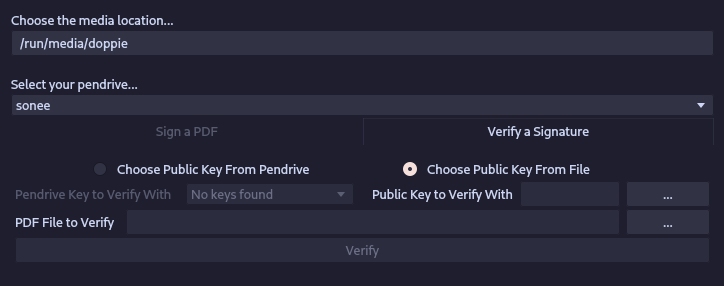 Choose the media location...
/run/media/doppie
Select your pendrive...
sonee
Sign a PDF Verify a Signature
Choose Public Key From Pendrive Choose Public Key From File
Pendrive Key to Verify With No keys found Public Key to Verify With ...
PDF File to Verify ...
Verify